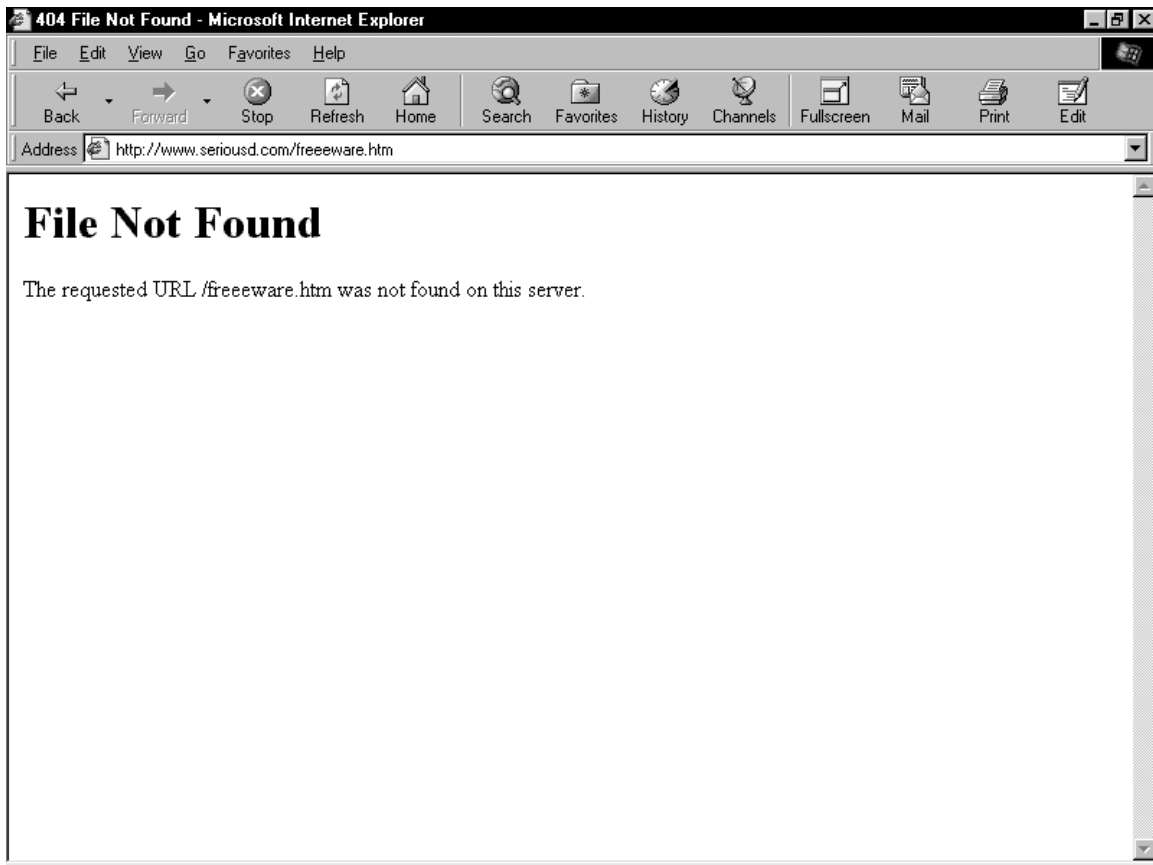 404 File Not Found - Microsoft Internet Explorer
File Edit View Go Favorites Help
Back Forward Stop Refresh Home Search Favorites History Channels Fullscreen Mail Print Edit
Address http://www.seriousd.com/freeeware.htm
File Not Found
The requested URL /freeeware.htm was not found on this server.